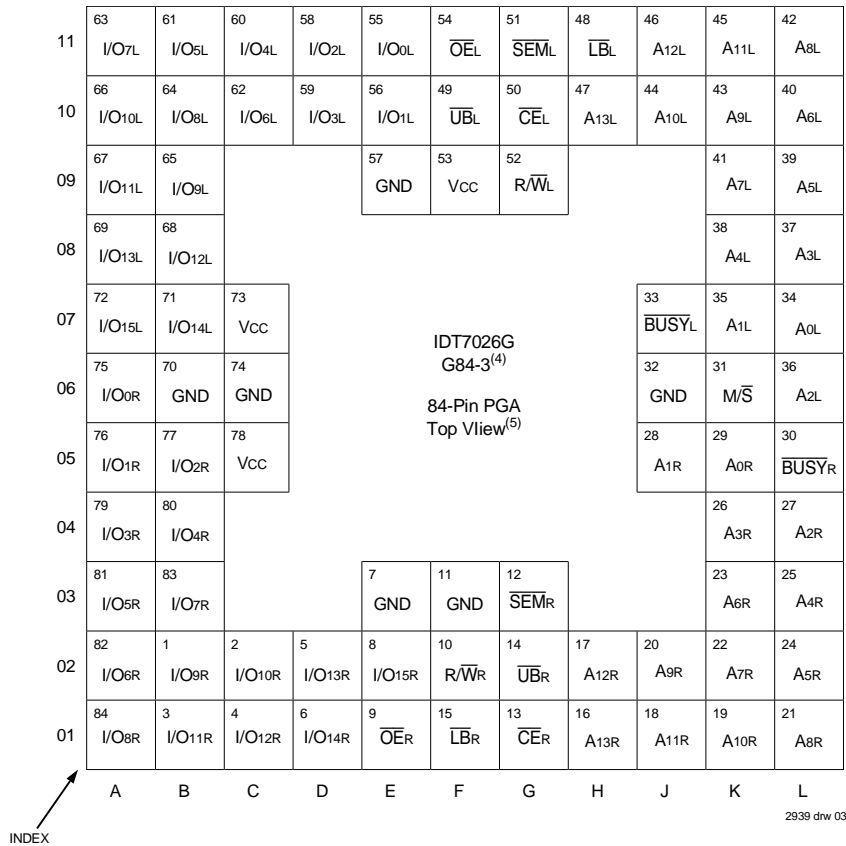 63 61 60 58 55 54 51 48 46 45 42
11 I/O7L I/O5L I/O4L I/O2L I/O0L OEL SEML LBL A12L A11L A8L
66 64 62 59 56 49 50 47 44 43 40
10 I/O10L I/O8L I/O6L I/O3L I/O1L UBL CEL A13L A10L A9L A6L
67 65 57 53 52 41 39
09 I/O11L I/O9L GND VCC R/WL A7L A5L
69 68 38 37
08 I/O13L I/O12L A4L A3L
72 71 73 33 35 34
07 I/O15L I/O14L VCC BUSYL A1L A0L
IDT7026G
G84-3(4)
75 70 74 32 31 36
06 I/O0R GND GND GND M/S A2L
84-Pin PGA
Top VIiew(5)
76 77 78 28 29 30
05 I/O1R I/O2R VCC A1R A0R BUSYR
79 80 26 27
04 I/O3R I/O4R A3R A2R
81 83 7 11 12 23 25
03 I/O5R I/O7R GND GND SEMR A6R A4R
82 1 2 5 8 10 14 17 20 22 24
02 I/O6R I/O9R I/O10R I/O13R I/O15R R/WR UBR A12R A9R A7R A5R
84 3 4 6 9 15 13 16 18 19 21
01 I/O8R I/O11R I/O12R I/O14R OER LBR CER A13R A11R A10R A8R
A B C D E F G H J K L
2939 drw 03
INDEX